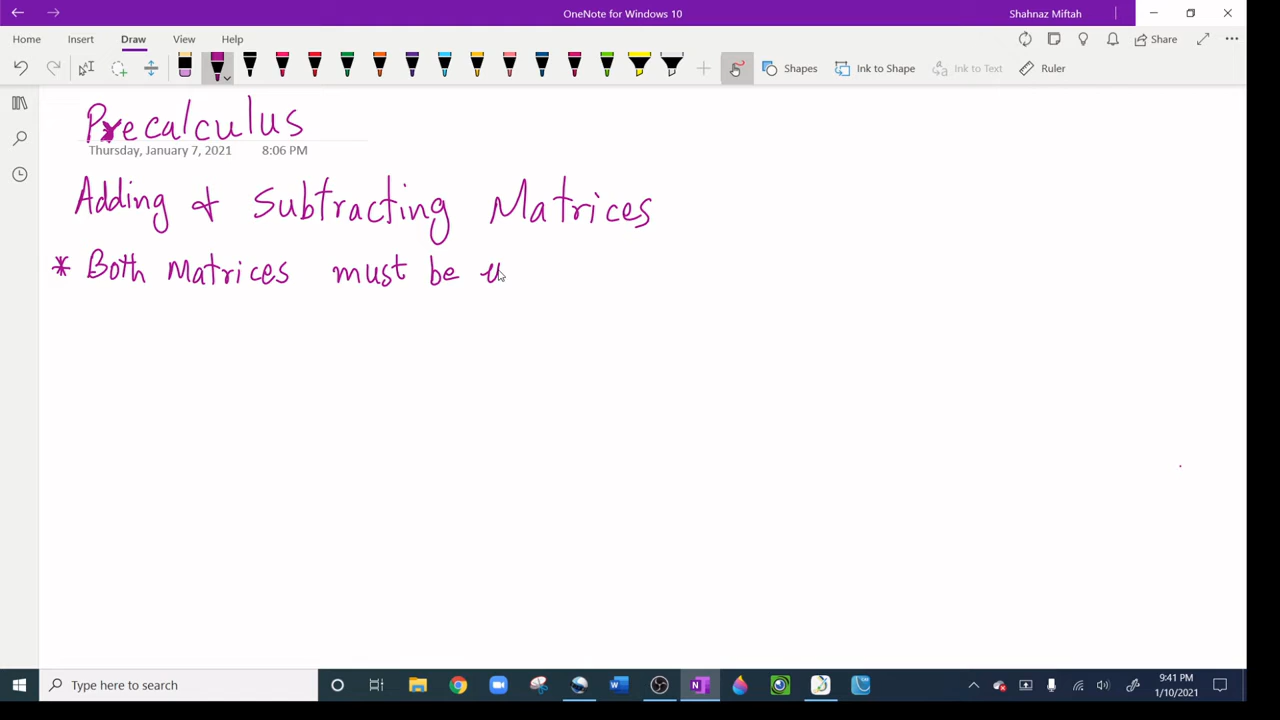 OneNote for Windows 10
Shahnaz Miftah
Home Insert Draw View Help
Share
Shapes Ink to Shape Ink to Text Ruler
Precalculus
Thursday, January 7, 2021 8:06 PM
Adding & Subtracting Matrices
* Both Matrices must be
Type here to search
9:41 PM
1/10/2021